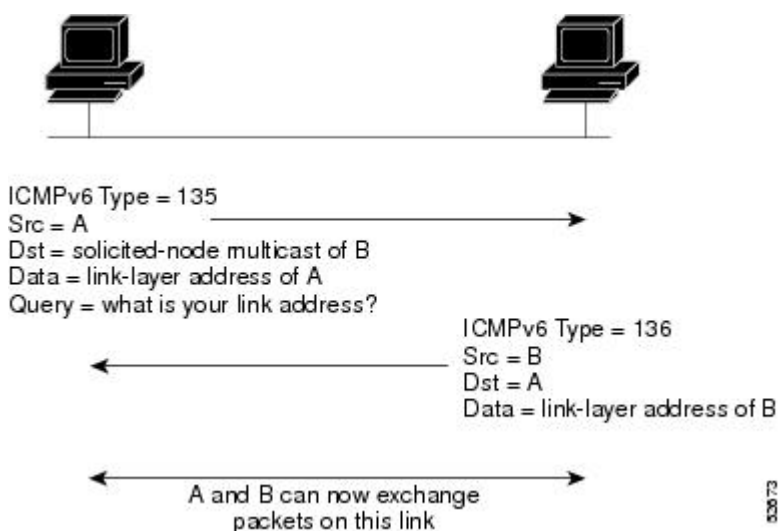 ICMPv6 Type = 135
Src = A
Dst = solicited-node multicast of B
Data = link-layer address of A
Query = what is your link address?
ICMPv6 Type = 136
Src = B
Dst = A
Data = link-layer address of B
A and B can now exchange
packets on this link
52673